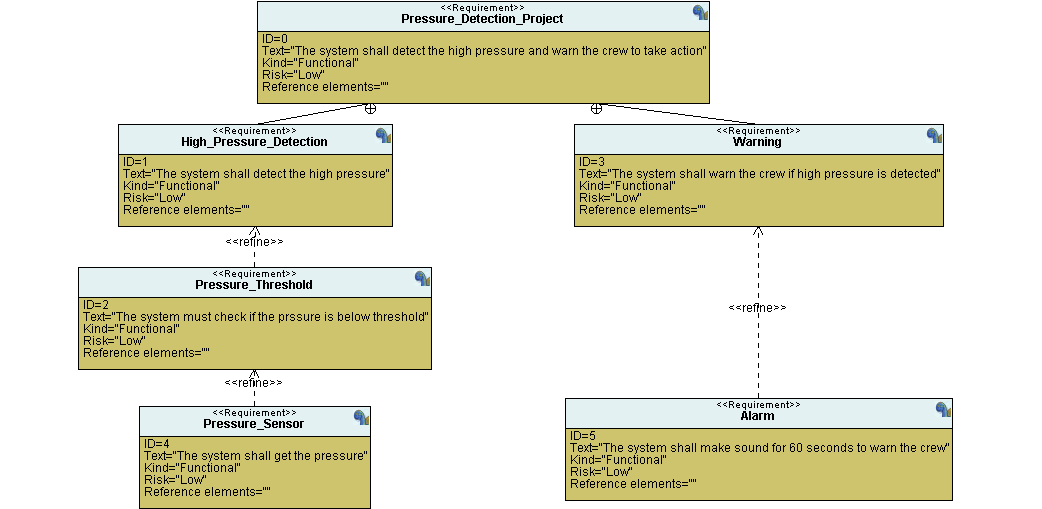 <<Requirement>>
Pressure_Detection_Project
ID=0
Text="The system shall detect the high pressure and warn the crew to take action"
Kind="Functional"
Risk="Low"
Reference elements=""
<<Requirement>>
High_Pressure_Detection
ID=1
Text="The system shall detect the high pressure"
Kind="Functional"
Risk="Low"
Reference elements=""
<<Requirement>>
Warning
ID=3
Text="The system shall warn the crew if high pressure is detected"
Kind="Functional"
Risk="Low"
Reference elements=""
<<refine>>
<<Requirement>>
Pressure_Threshold
ID=2
Text="The system must check if the prssure is below threshold"
Kind="Functional"
Risk="Low"
Reference elements=""
<<refine>>
<<refine>>
<<Requirement>>
Pressure_Sensor
ID=4
Text="The system shall get the pressure"
Kind="Functional"
Risk="Low"
Reference elements=""
<<Requirement>>
Alarm
ID=5
Text="The system shall make sound for 60 seconds to warn the crew"
Kind="Functional"
Risk="Low"
Reference elements=""